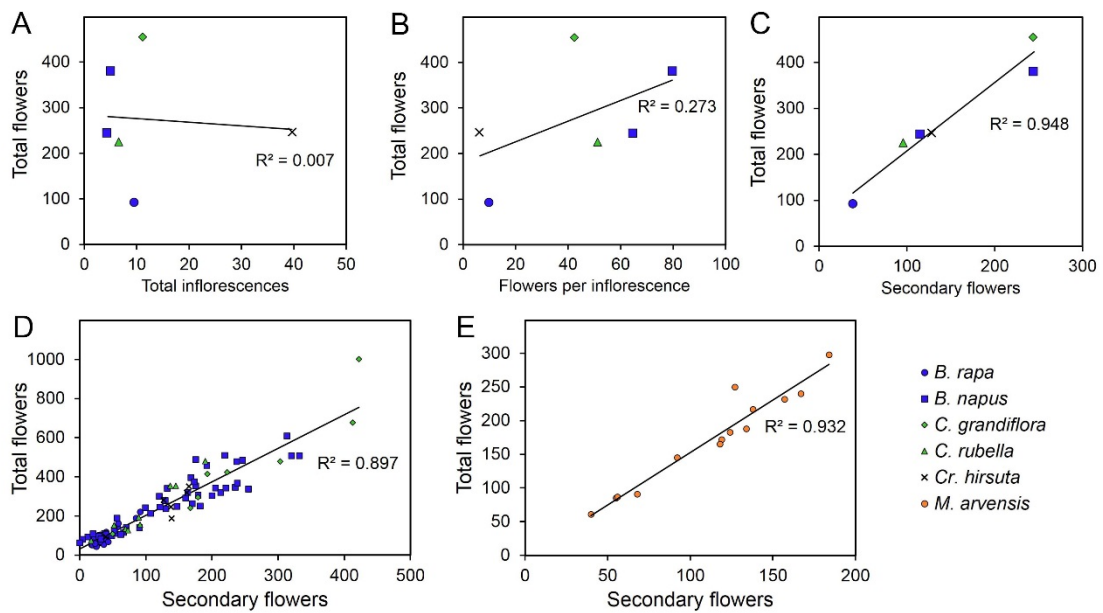 A
Total flowers
400
300
200
100
0
0 10 20 30 40 50
Total inflorescences
R² = 0.007
B
Total flowers
400
300
200
100
0
0 20 40 60 80 100
Flowers per inflorescence
R² = 0.273
C
Total flowers
400
300
200
100
0
0 100 200 300
Secondary flowers
R² = 0.948
D
Total flowers
1000
800
600
400
200
0
0 100 200 300 400 500
Secondary flowers
R² = 0.897
E
Total flowers
300
250
200
150
100
50
0
0 50 100 150 200
Secondary flowers
R² = 0.932
B. rapa
B. napus
C. grandiflora
C. rubella
Cr. hirsuta
M. arvensis